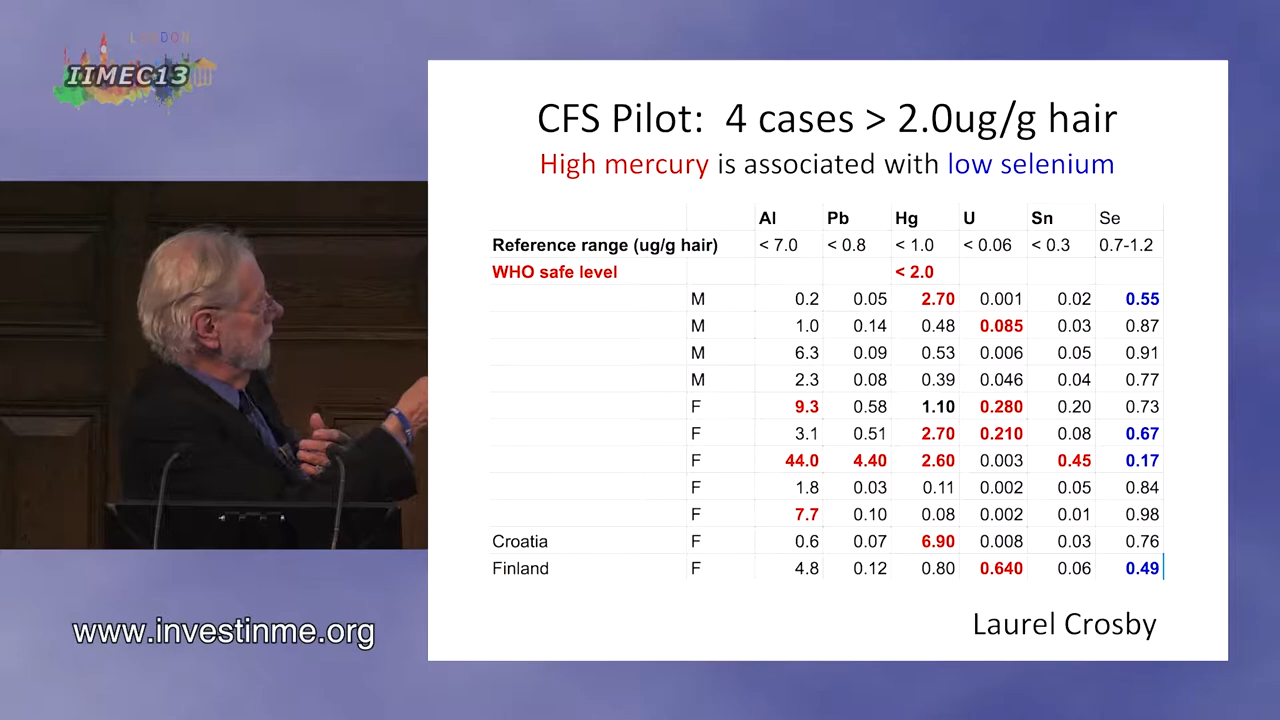 LONDON
IIMEC13
CFS Pilot: 4 cases > 2.0ug/g hair
High mercury is associated with low selenium
Al Pb Hg U Sn Se
Reference range (ug/g hair) < 7.0 < 0.8 < 1.0 < 0.06 < 0.3 0.7-1.2
WHO safe level < 2.0
M 0.2 0.05 2.70 0.001 0.02 0.55
M 1.0 0.14 0.48 0.085 0.03 0.87
M 6.3 0.09 0.53 0.006 0.05 0.91
M 2.3 0.08 0.39 0.046 0.04 0.77
F 9.3 0.58 1.10 0.280 0.20 0.73
F 3.1 0.51 2.70 0.210 0.08 0.67
F 44.0 4.40 2.60 0.003 0.45 0.17
F 1.8 0.03 0.11 0.002 0.05 0.84
F 7.7 0.10 0.08 0.002 0.01 0.98
Croatia F 0.6 0.07 6.90 0.008 0.03 0.76
Finland F 4.8 0.12 0.80 0.640 0.06 0.49
Laurel Crosby
www.investinme.org